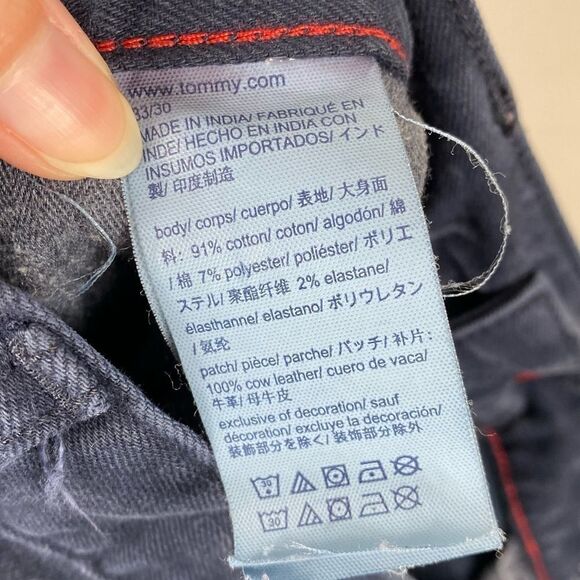 www.tommy.com
33/30
MADE IN INDIA/ FABRIQUÉ EN
INDE/ HECHO EN INDIA CON
INSUMOS IMPORTADOS/ インド
製/ 印度制造
body/ corps/ cuerpo/ 表地/ 大身面
料: 91% cotton/ coton/ algodón/ 綿
/ 棉 7% polyester/ poliéster/ ポリエ
ステル/ 聚酯纤维 2% elastane/
élasthanne/ elastano/ ポリウレタン
/ 氨纶
patch/ pièce/ parche/ パッチ/ 补片:
100% cow leather/ cuero de vaca/
牛革/ 母牛皮
exclusive of decoration/ sauf
décoration/ excluye la decoración/
装飾部分を除く/ 装饰部分除外
30
30